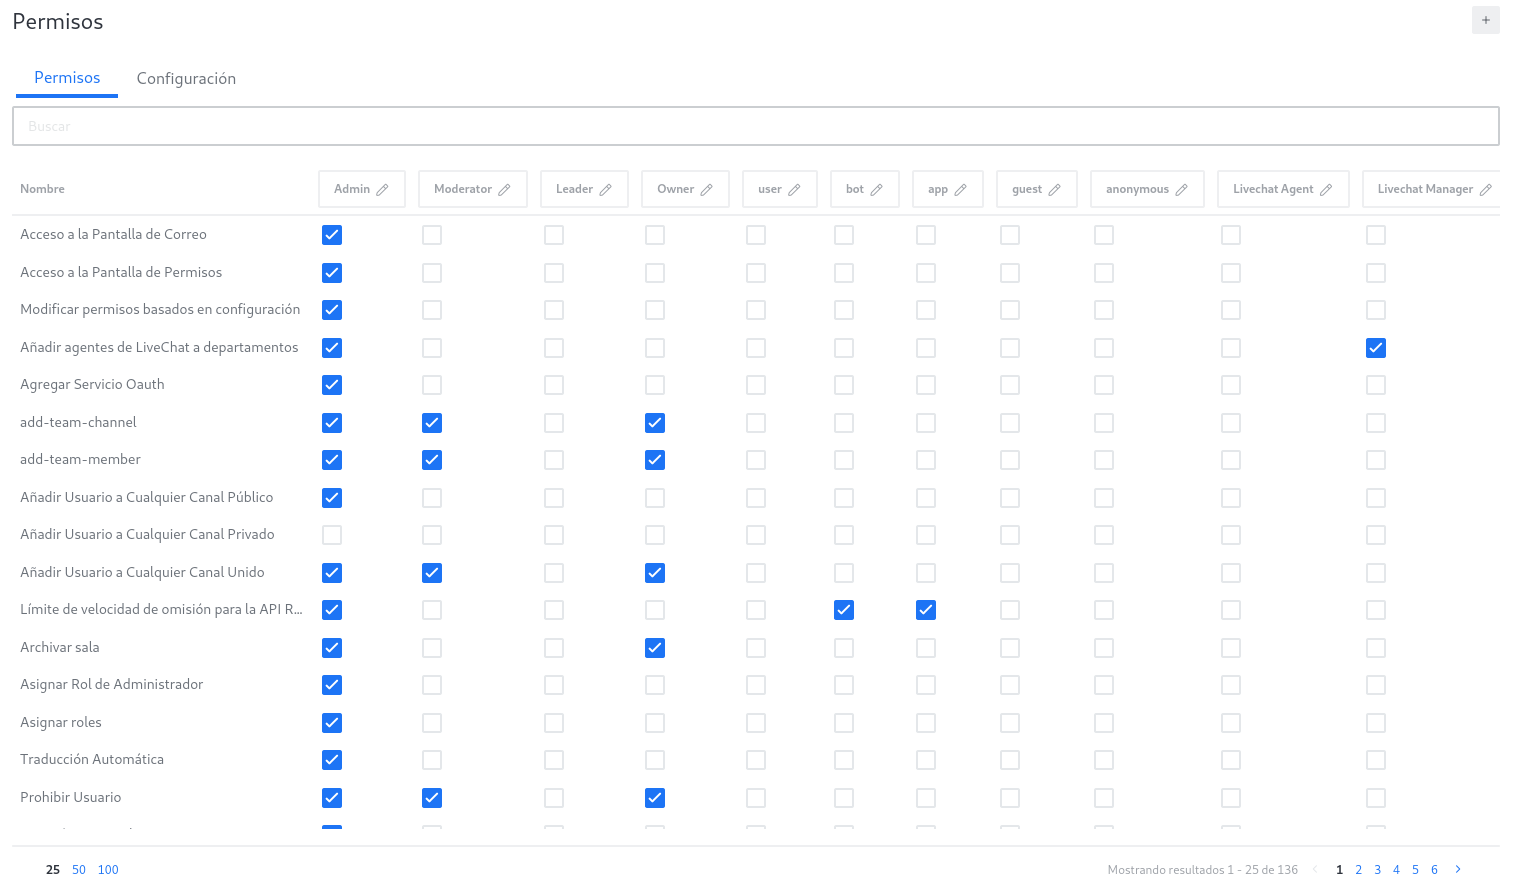 Permisos
+
Permisos Configuración
Buscar
Nombre Admin Moderator Leader Owner user bot app guest anonymous Livechat Agent Livechat Manager
Acceso a la Pantalla de Correo
Acceso a la Pantalla de Permisos
Modificar permisos basados en configuración
Añadir agentes de LiveChat a departamentos
Agregar Servicio Oauth
add-team-channel
add-team-member
Añadir Usuario a Cualquier Canal Público
Añadir Usuario a Cualquier Canal Privado
Añadir Usuario a Cualquier Canal Unido
Límite de velocidad de omisión para la API R...
Archivar sala
Asignar Rol de Administrador
Asignar roles
Traducción Automática
Prohibir Usuario
25 50 100 Mostrando resultados 1 - 25 de 136 1 2 3 4 5 6